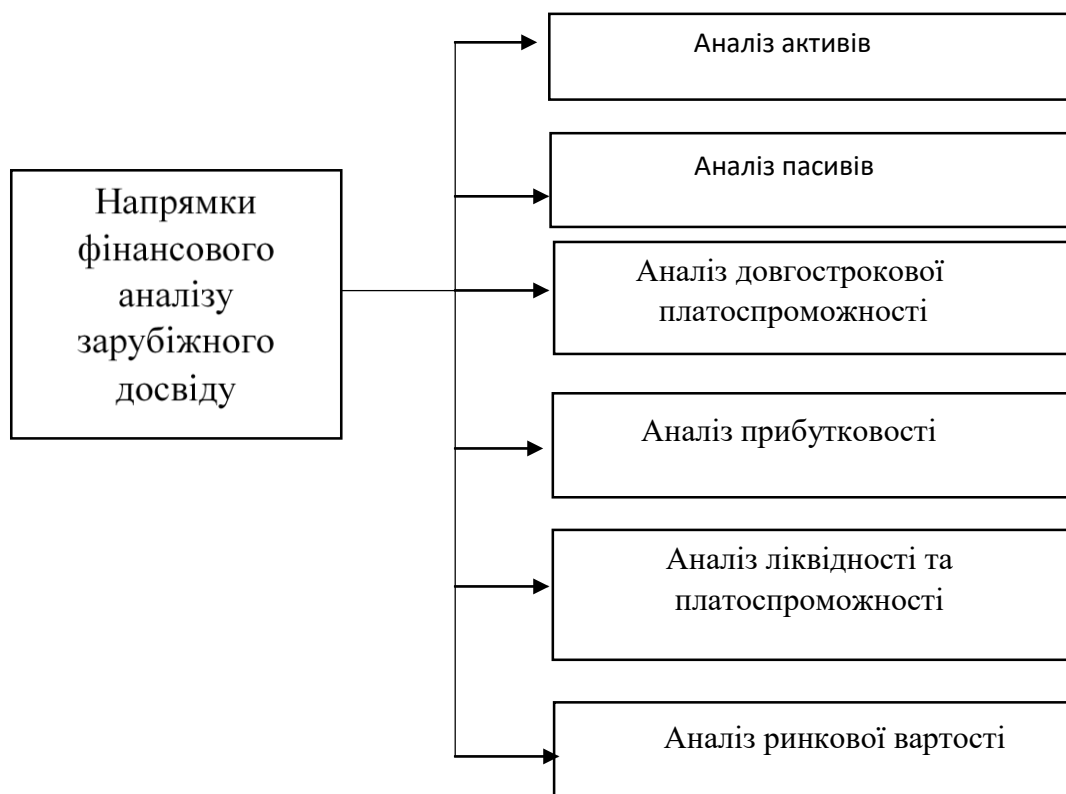 Напрямки
фінансового
аналізу
зарубіжного
досвіду
Аналіз активів
Аналіз пасивів
Аналіз довгострокової
платоспроможності
Аналіз прибутковості
Аналіз ліквідності та
платоспроможності
Аналіз ринкової вартості